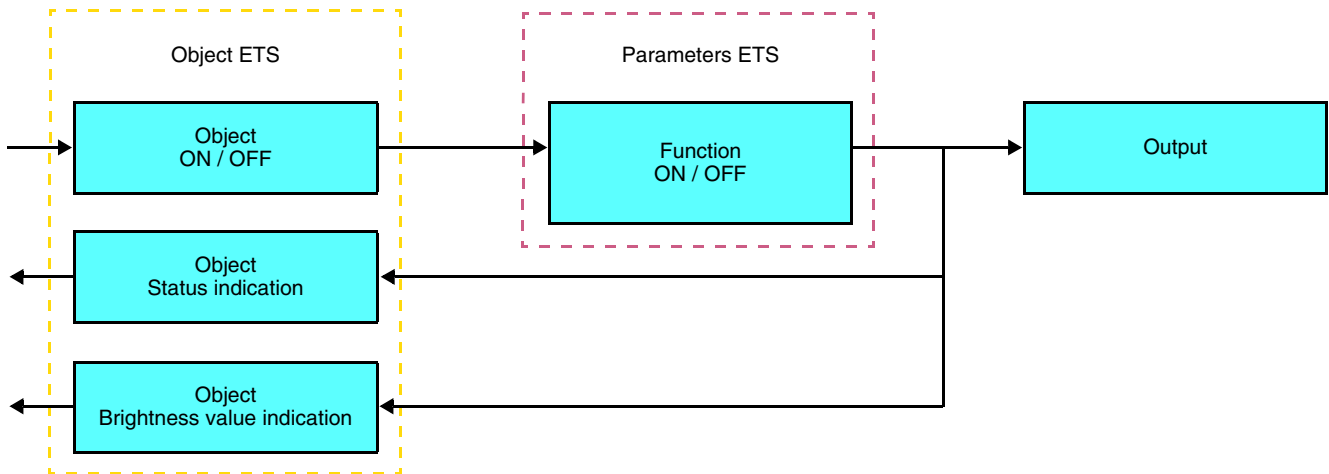 Object ETS
Parameters ETS
Object
ON / OFF
Function
ON / OFF
Output
Object
Status indication
Object
Brightness value indication